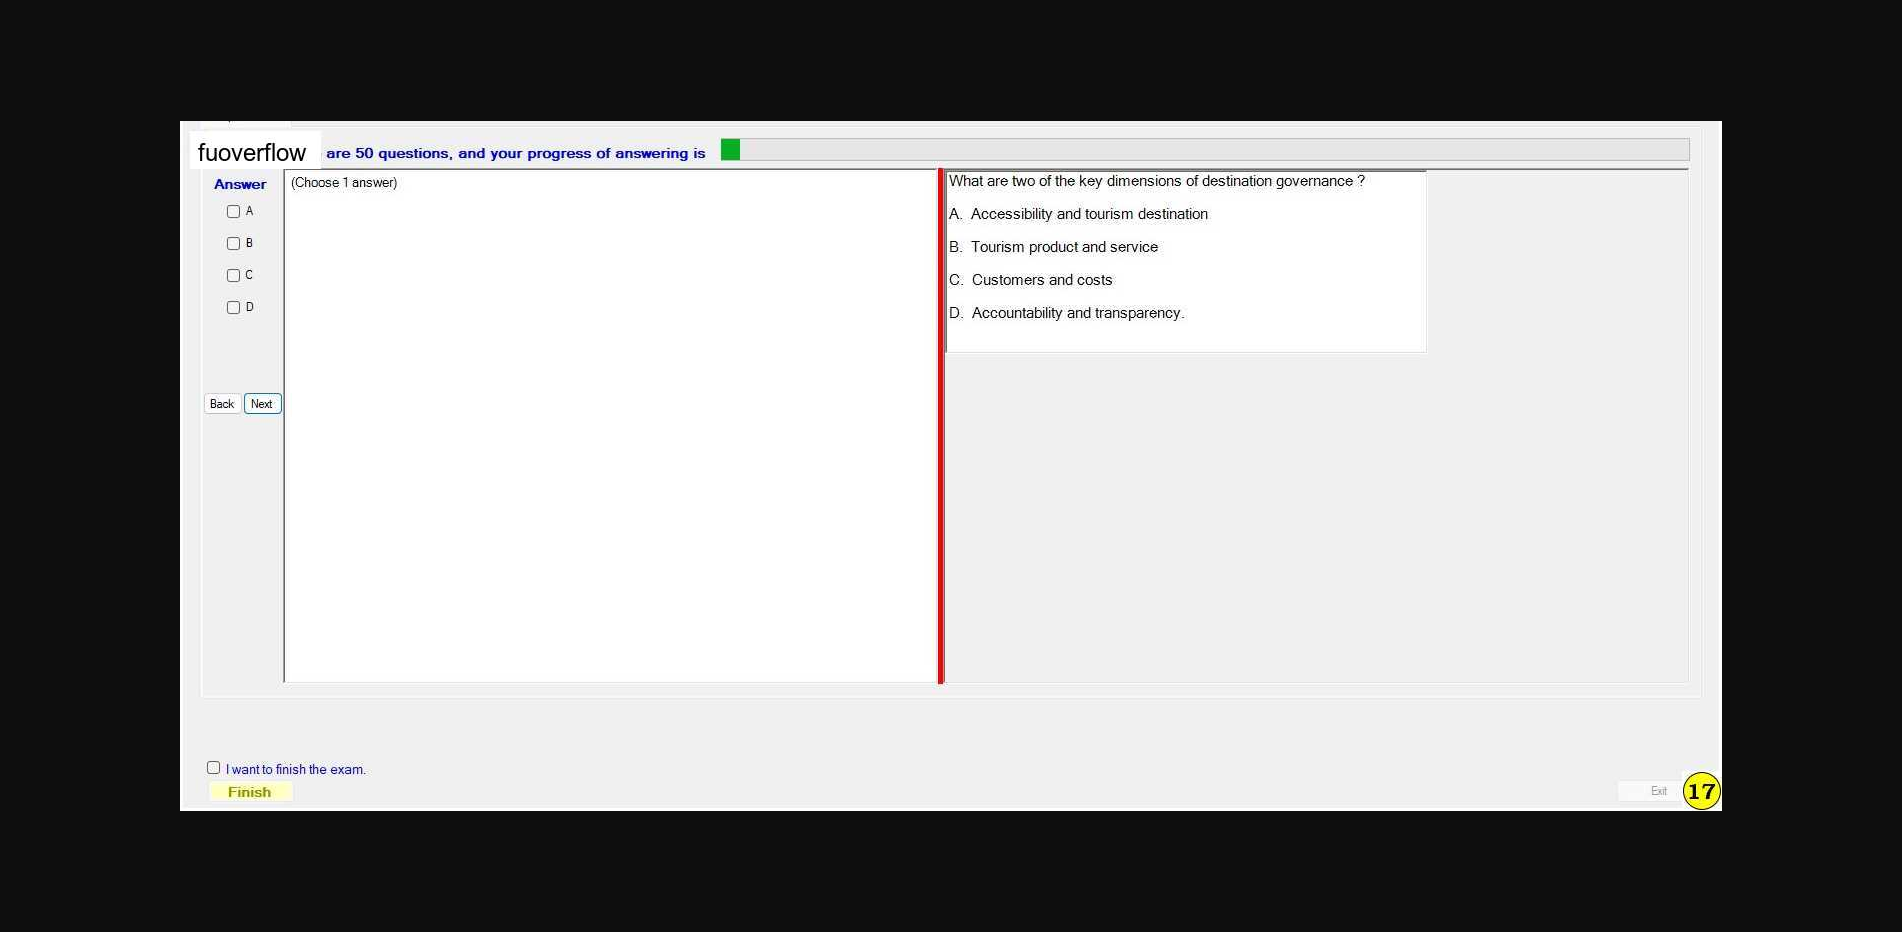 fuoverflow are 50 questions, and your progress of answering is
Answer
(Choose 1 answer)
A
B
C
D
Back Next
What are two of the key dimensions of destination governance ?
A. Accessibility and tourism destination
B. Tourism product and service
C. Customers and costs
D. Accountability and transparency.
I want to finish the exam.
Finish
Exit
17